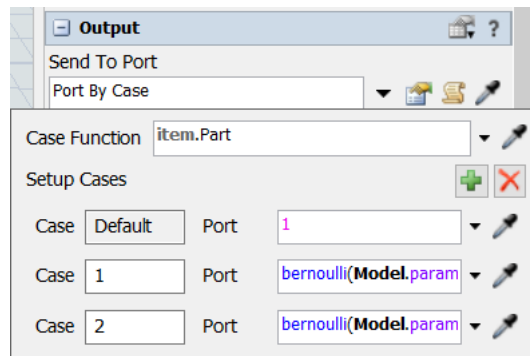 Output ?
Send To Port
Port By Case
Case Function item.Part
Setup Cases
Case Default Port 1
Case 1 Port bernoulli(Model.param
Case 2 Port bernoulli(Model.param